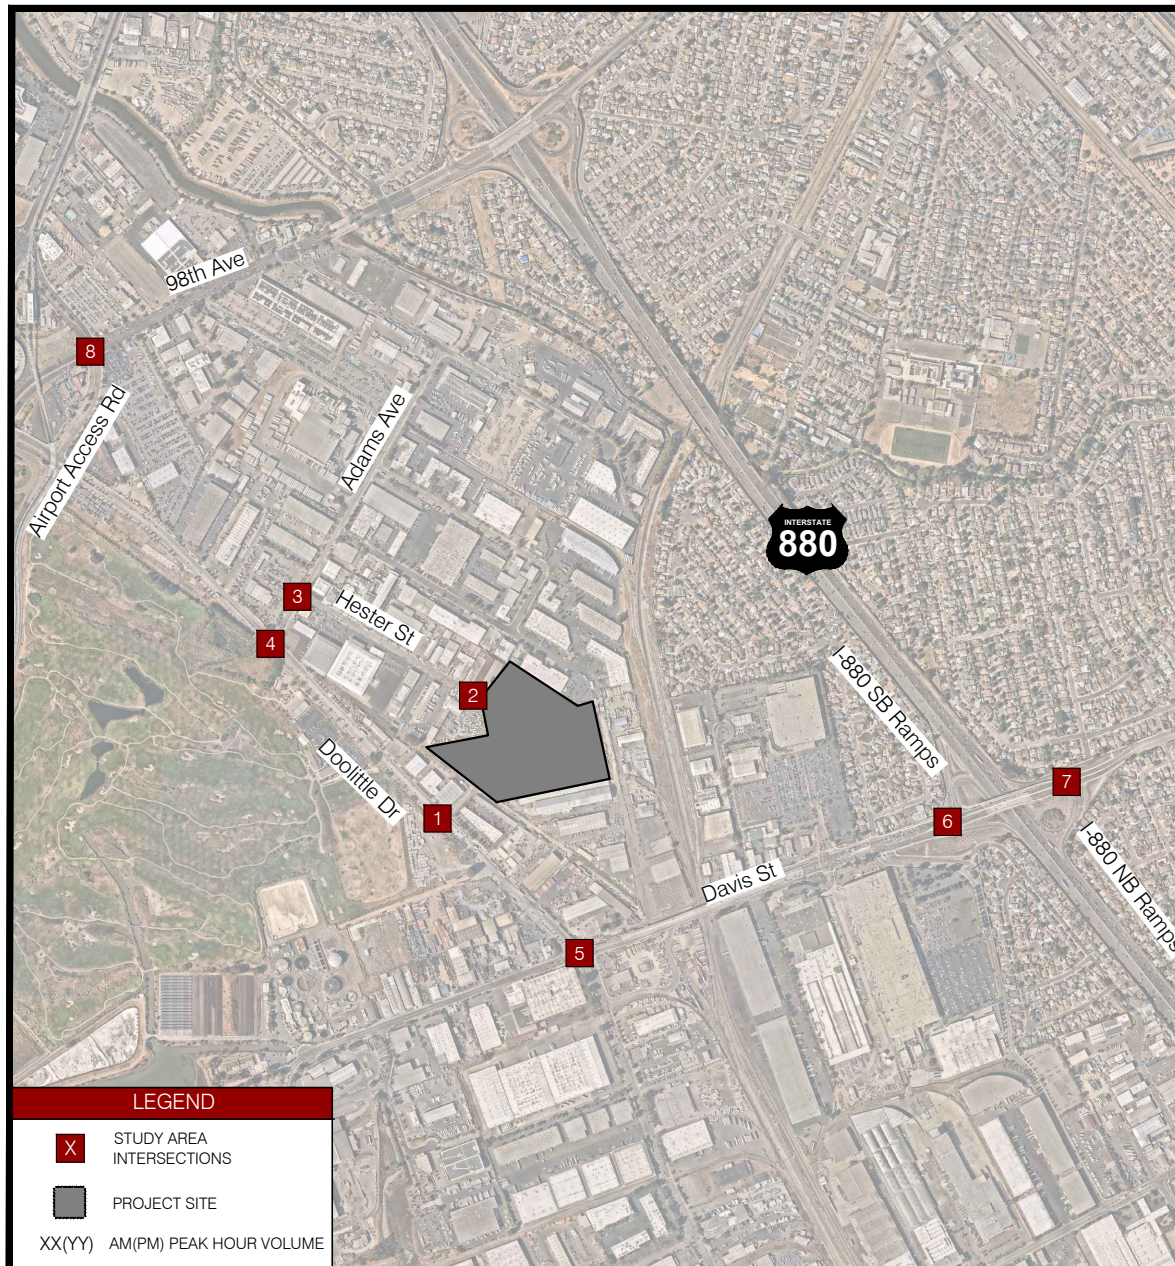 98th Ave
8
Airport Access Rd
Adams Ave
INTERSTATE
880
3
Hester St
4
2
I-880 SB Ramps
Doolittle Dr
1
7
6
I-880 NB Ramps
Davis St
5
LEGEND
X STUDY AREA
INTERSECTIONS
PROJECT SITE
XX(YY) AM(PM) PEAK HOUR VOLUME